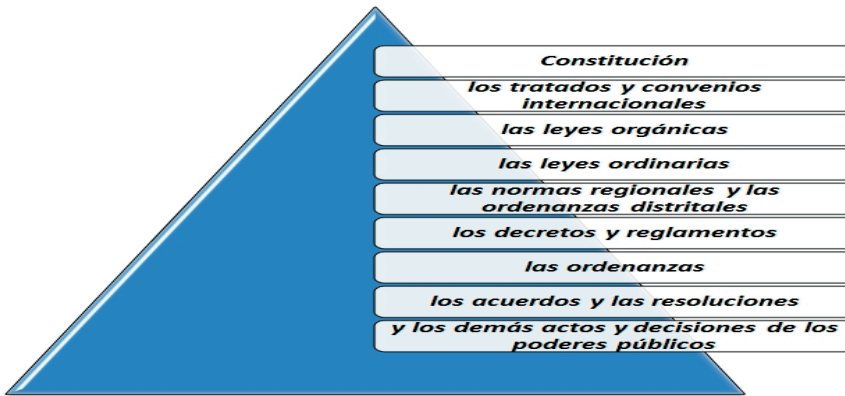 Constitución
los tratados y convenios
internacionales
las leyes orgánicas
las leyes ordinarias
las normas regionales y las
ordenanzas distritales
los decretos y reglamentos
las ordenanzas
los acuerdos y las resoluciones
y los demás actos y decisiones de los
poderes públicos